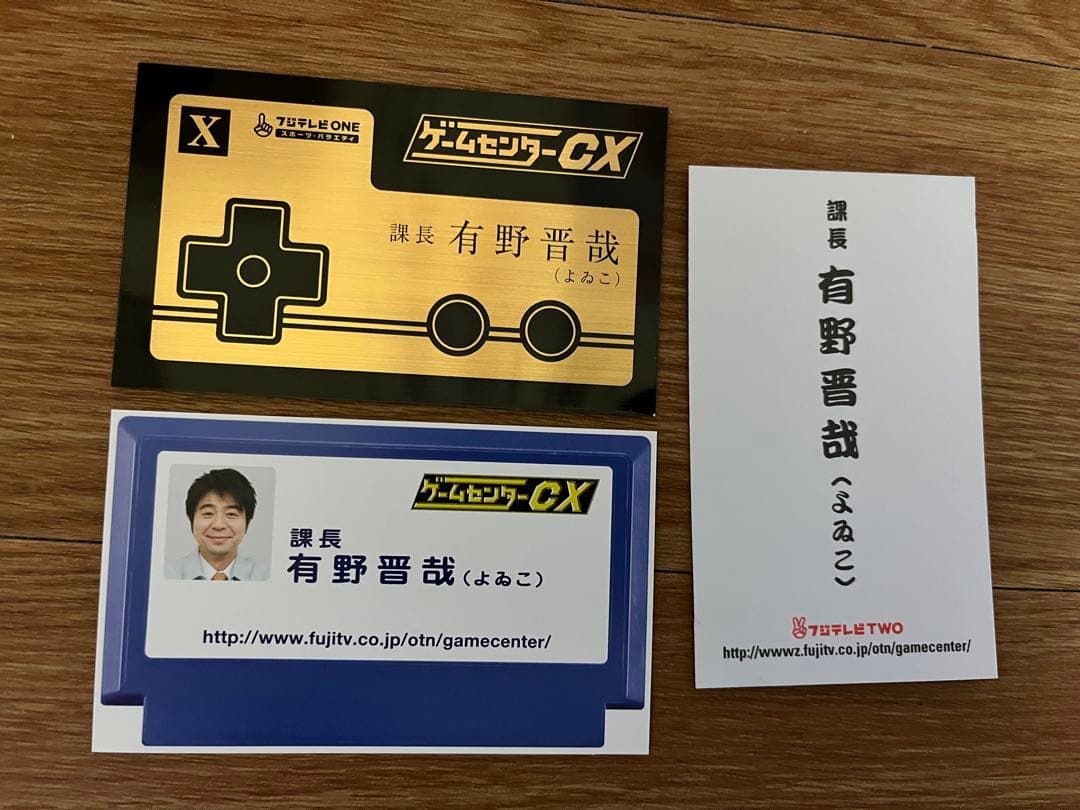 X
フジテレビONE
スポーツ・バラエティ
ゲームセンターCX
課長 有野晋哉
(よゐこ)
ゲームセンターCX
課長
有野晋哉(よゐこ)
http://www.fujitv.co.jp/otn/gamecenter/
課長 有野晋哉(よゐこ)
フジテレビTWO
http://wwwz.fujitv.co.jp/otn/gamecenter/